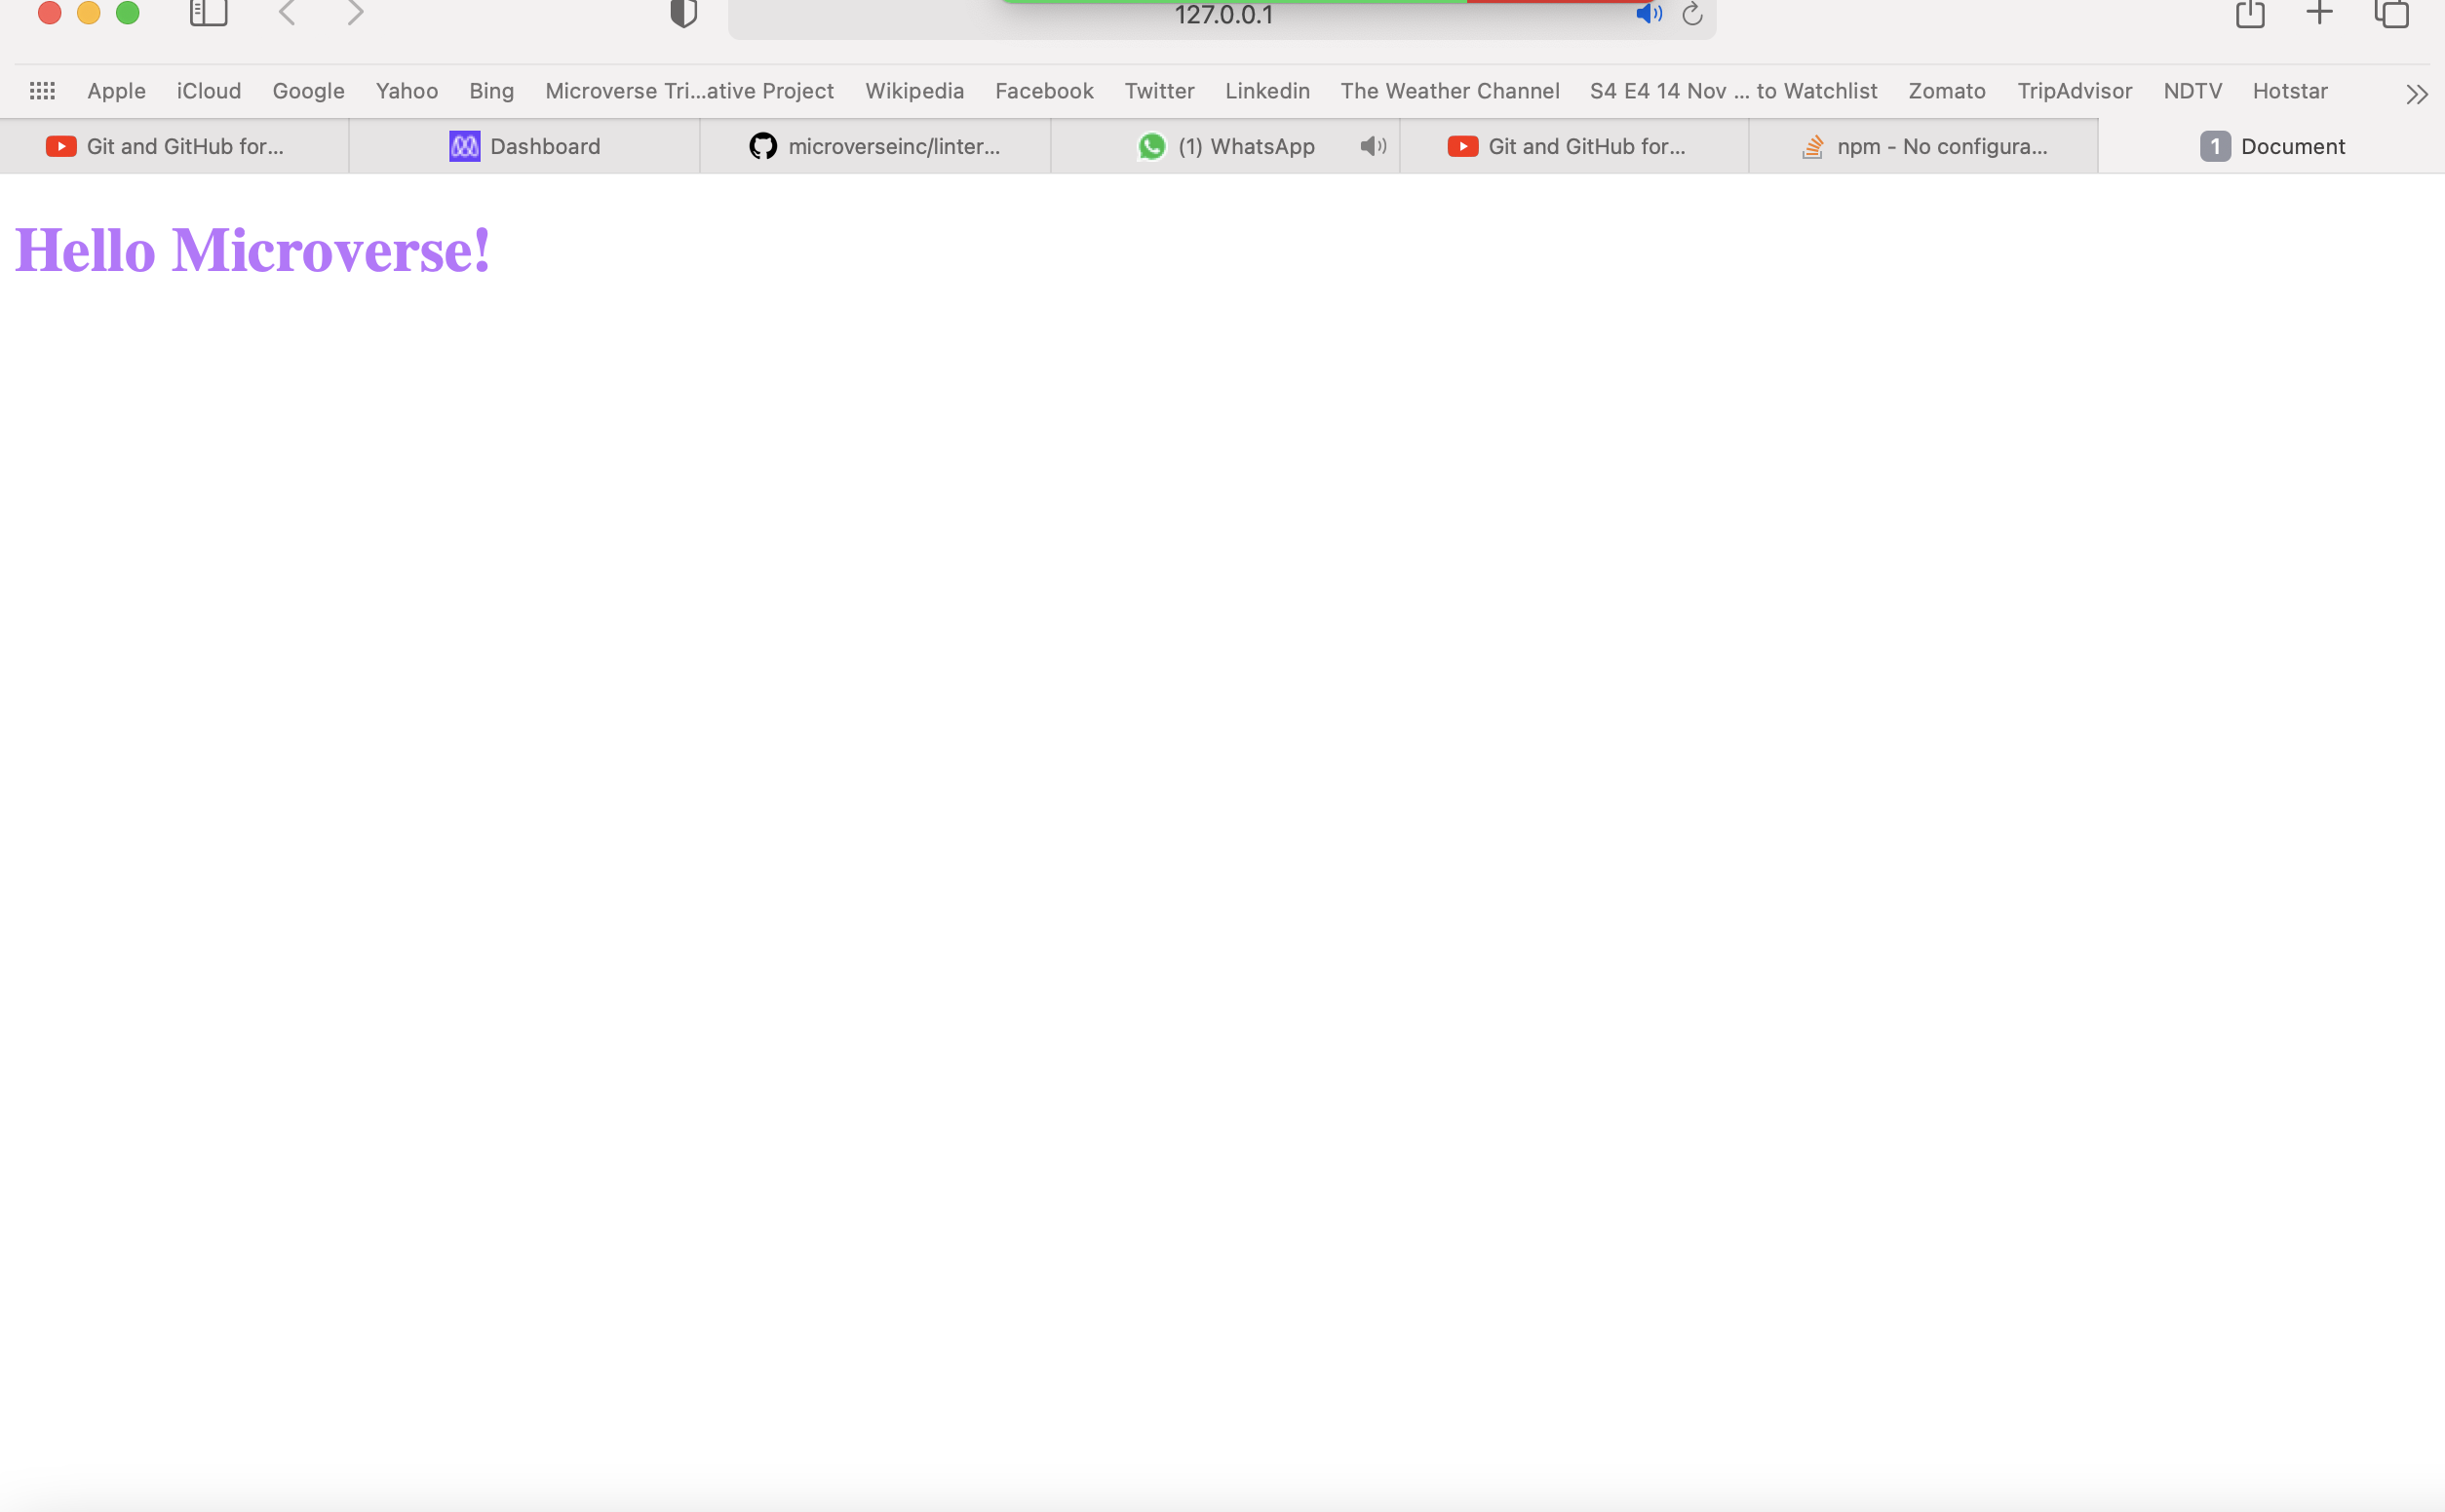 127.0.0.1
Apple iCloud Google Yahoo Bing Microverse Tri...ative Project Wikipedia Facebook Twitter Linkedin The Weather Channel S4 E4 14 Nov ... to Watchlist Zomato TripAdvisor NDTV Hotstar
Git and GitHub for... Dashboard microverseinc/linter... (1) WhatsApp Git and GitHub for... npm - No configura... 1 Document
Hello Microverse!